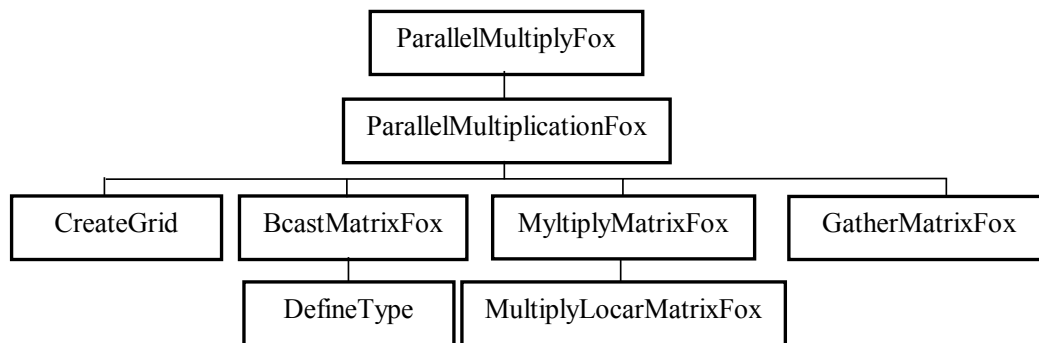 ParallelMultiplyFox
ParallelMultiplicationFox
CreateGrid
BcastMatrixFox
MyltiplyMatrixFox
GatherMatrixFox
DefineType
MultiplyLocarMatrixFox